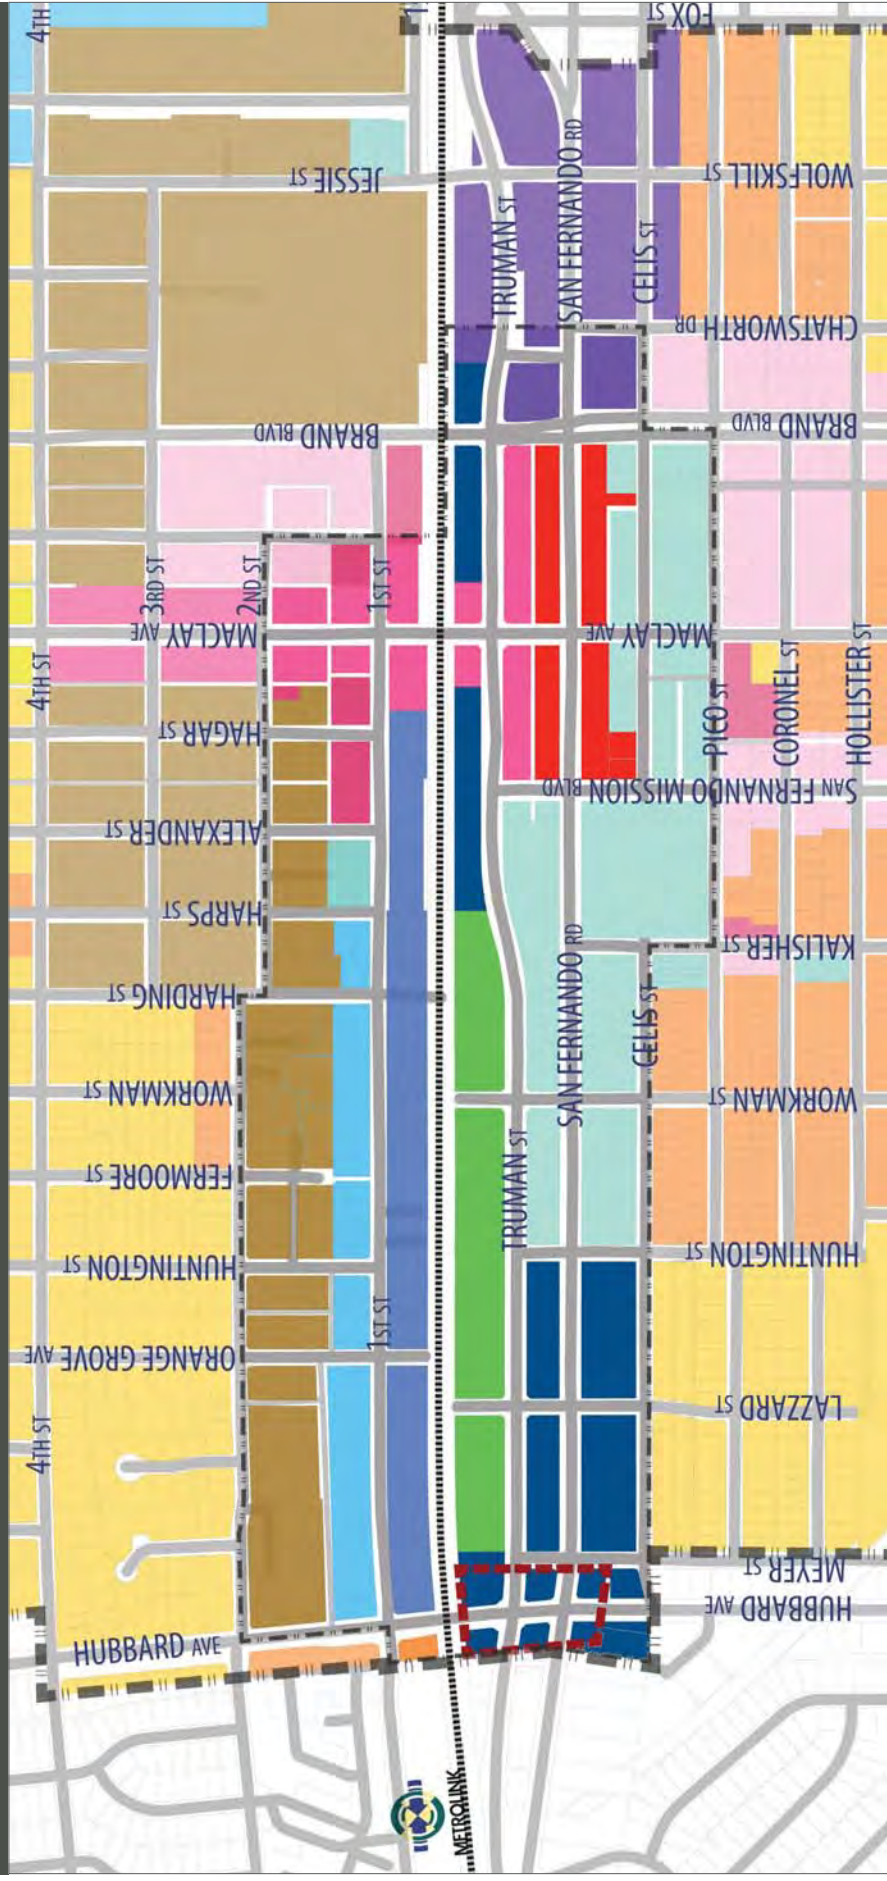 4TH
1
FOX ST
JESSIE ST
WOLFSKILL ST
TRUMAN ST
SAN FERNANDO RD
CELIS ST
CHATSWORTH DR
BRAND BLVD
BRAND BLVD
3RD ST
2ND ST
1ST ST
MACLAY AVE
MACLAY AVE
4TH ST
HAGAR ST
PICO ST
CORONEL ST
HOLLISTER ST
SAN FERNANDO MISSION BLVD
ALEXANDER ST
HARPS ST
KALISHER ST
HARDING ST
SAN FERNANDO RD
CELIS ST
WORKMAN ST
WORKMAN ST
FERMOORE ST
TRUMAN ST
HUNTINGTON ST
HUNTINGTON ST
1ST ST
ORANGE GROVE AVE
LAZZARD ST
4TH ST
MEYER ST
HUBBARD AVE
HUBBARD AVE
METROLINK